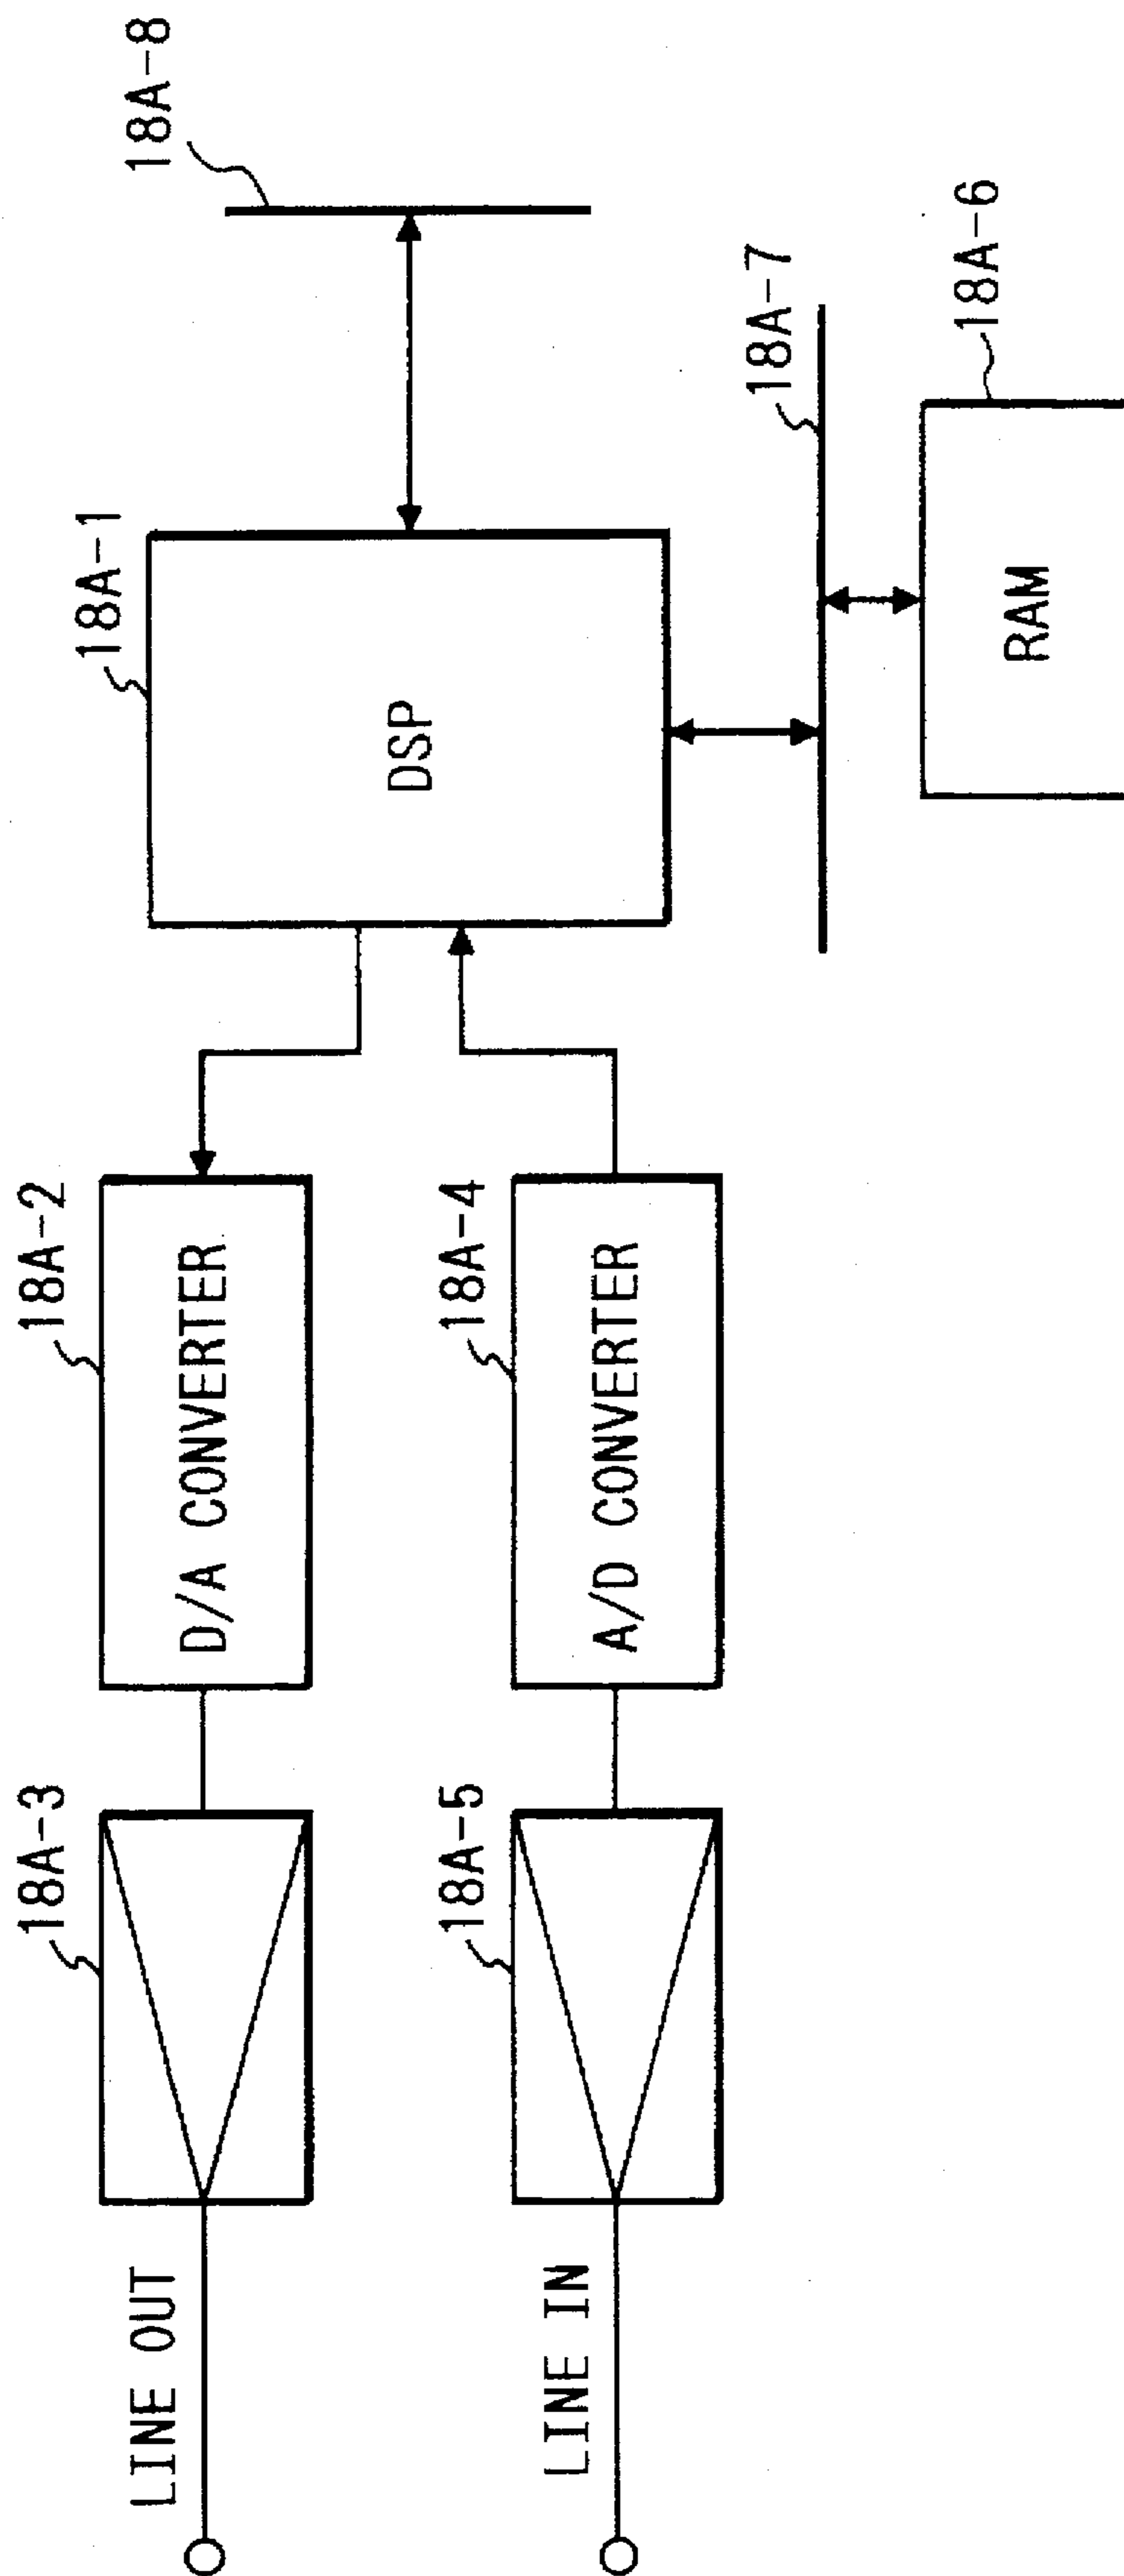 18A-3
18A-2
18A-1
18A-8
LINE OUT
D/A CONVERTER
DSP
18A-5
18A-4
LINE IN
A/D CONVERTER
18A-7
18A-6
RAM